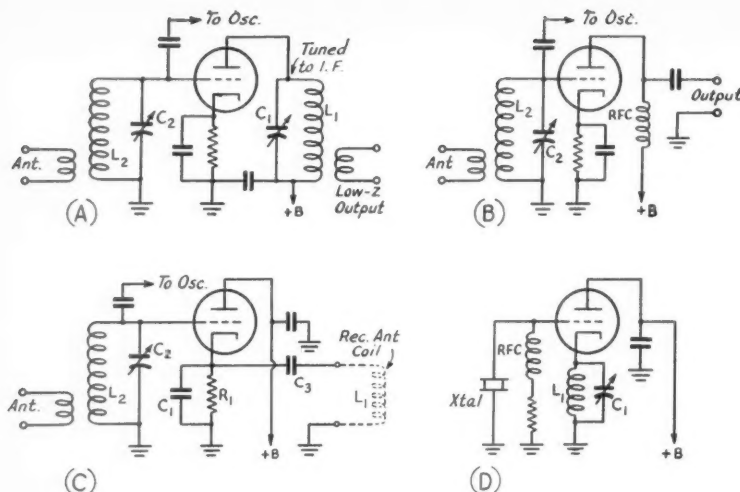 To Osc.
Tuned
to I.F.
C2
L2
Ant.
C1
L1
Low-Z
Output
+B
(A)
To Osc.
L2
C2
Ant
RFC
Output
+B
(B)
To Osc.
Rec. Ant
Coil
C2
L2
Ant.
C1
R1
C3
L1
+B
(C)
RFC
Xtal
L1
C1
+B
(D)